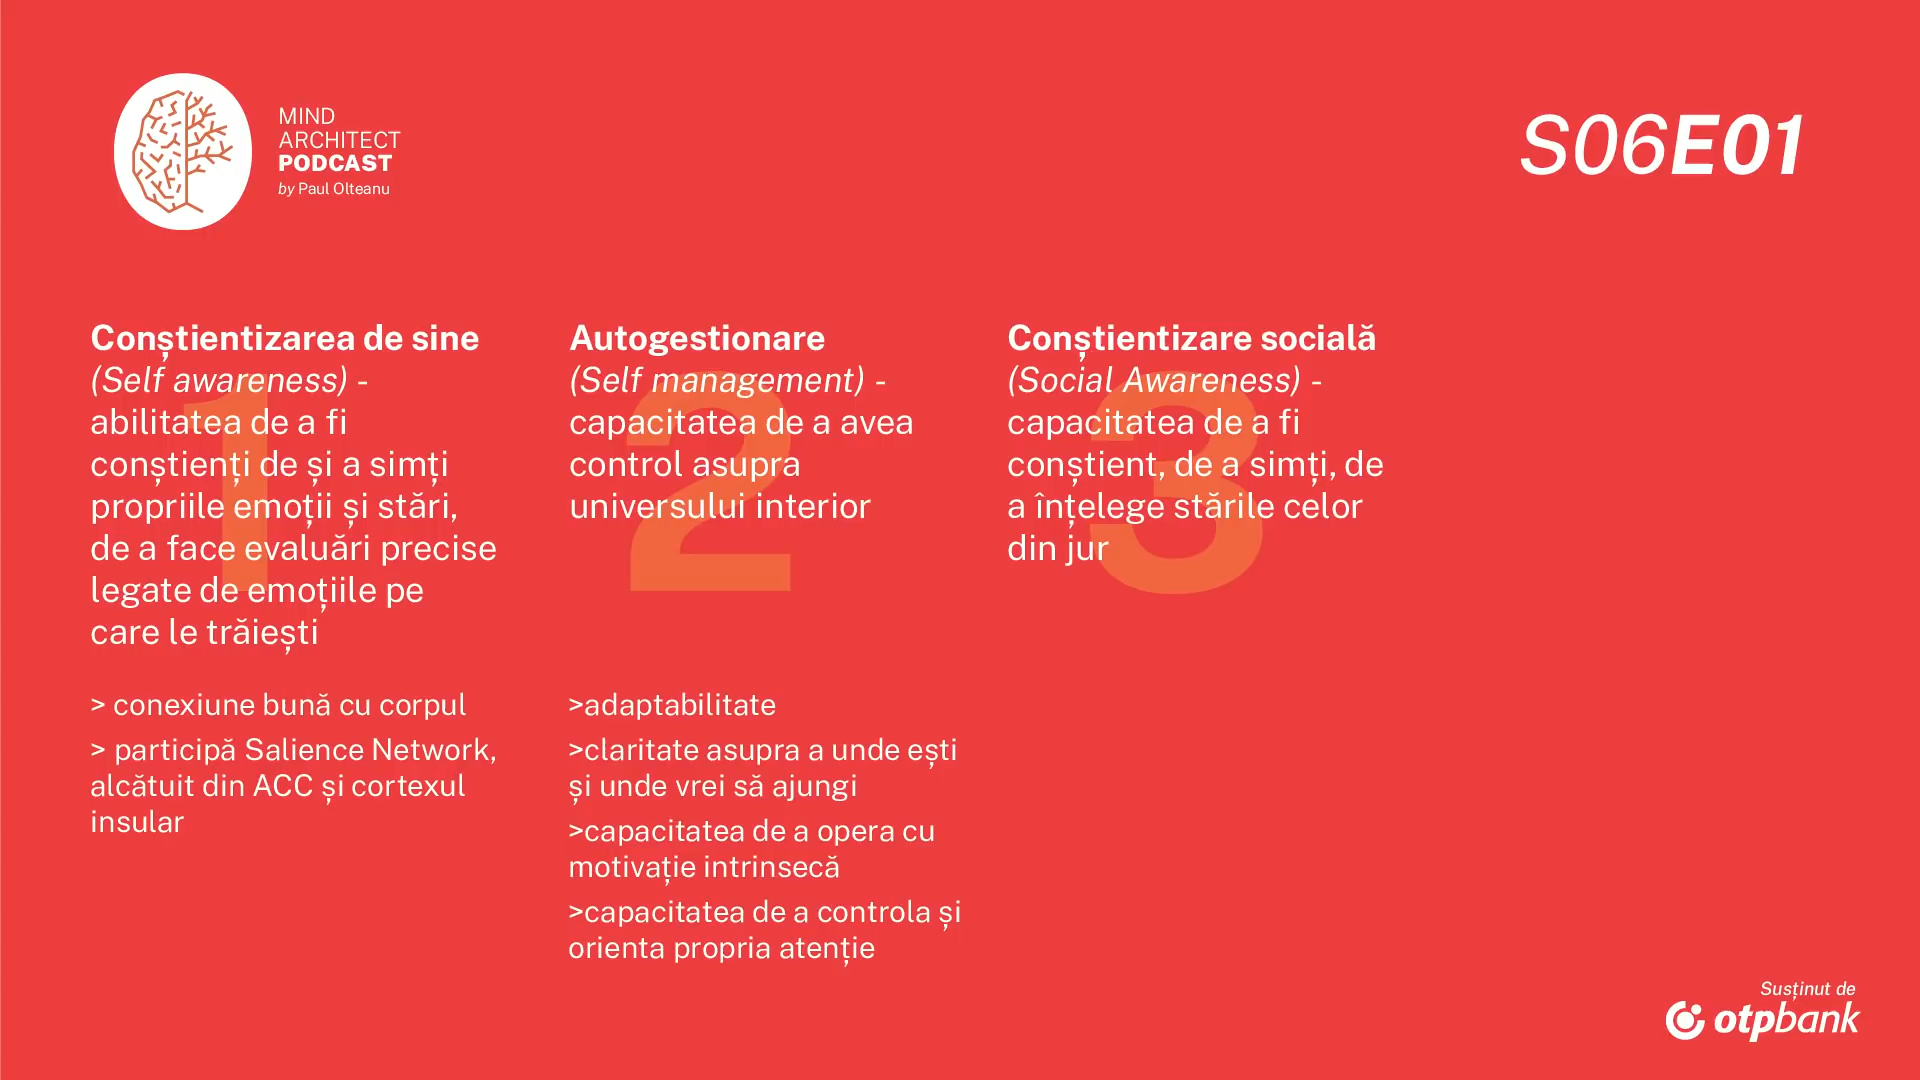 MIND
ARCHITECT
PODCAST
by Paul Olteanu
S06E01
Conștientizarea de sine
(Self awareness) -
abilitatea de a fi
conștienți de și a simți
propriile emoții și stări,
de a face evaluări precise
legate de emoțiile pe
care le trăiești
1
> conexiune bună cu corpul
> participă Salience Network,
alcătuit din ACC și cortexul
insular
Autogestionare
(Self management) -
capacitatea de a avea
control asupra
universului interior
2
>adaptabilitate
>claritate asupra a unde ești
și unde vrei să ajungi
>capacitatea de a opera cu
motivație intrinsecă
>capacitatea de a controla și
orienta propria atenție
Conștientizare socială
(Social Awareness) -
capacitatea de a fi
conștient, de a simți, de
a înțelege stările celor
din jur
3
Susținut de
otpbank